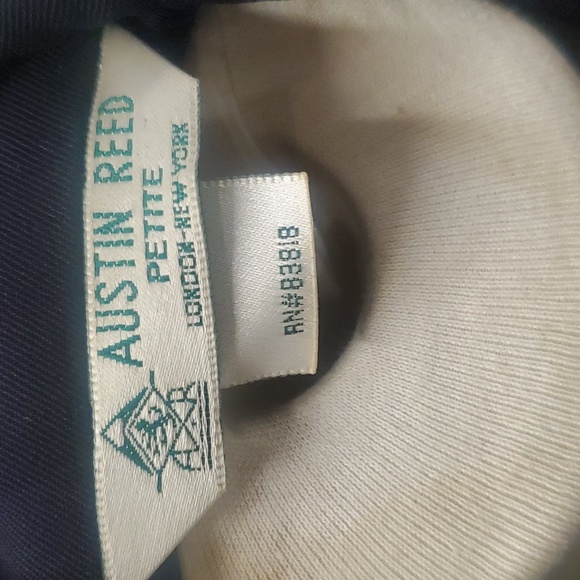 AUSTIN REED
PETITE
LONDON-NEW YORK
A R
RN#83818